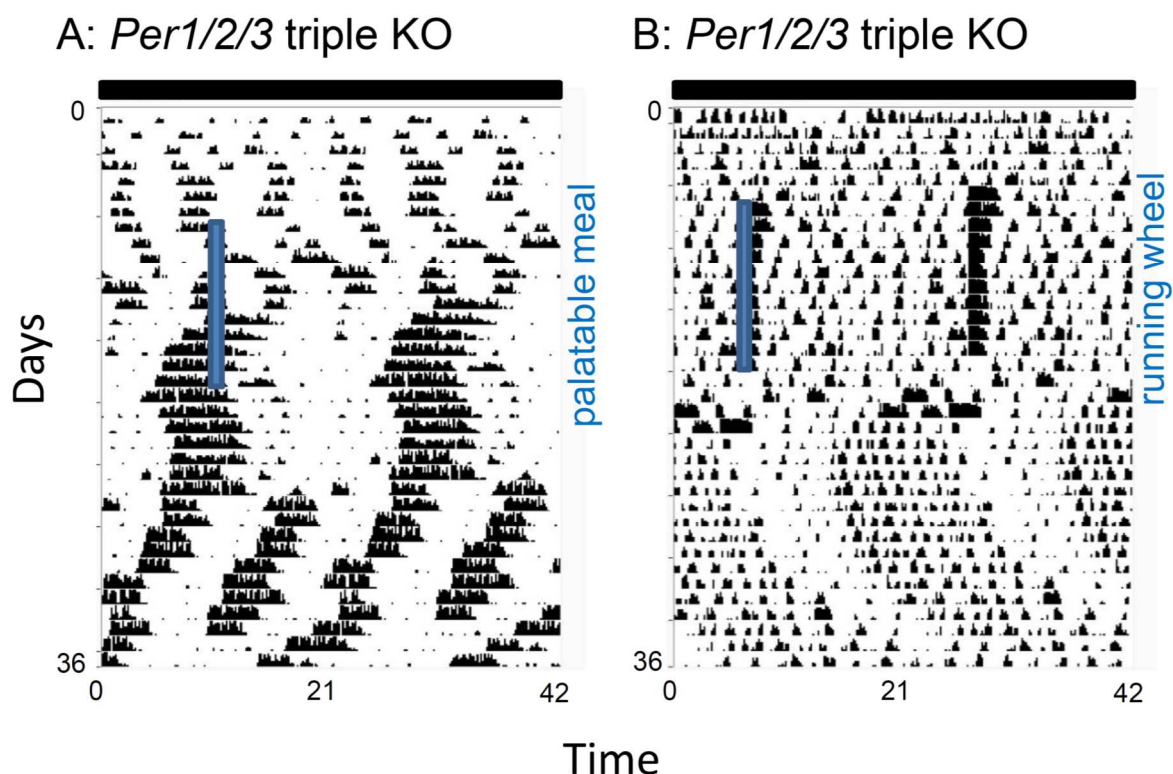 A: Per1/2/3 triple KO
B: Per1/2/3 triple KO
0
36
Days
0
21
42
palatable meal
0
36
0
21
42
running wheel
Time